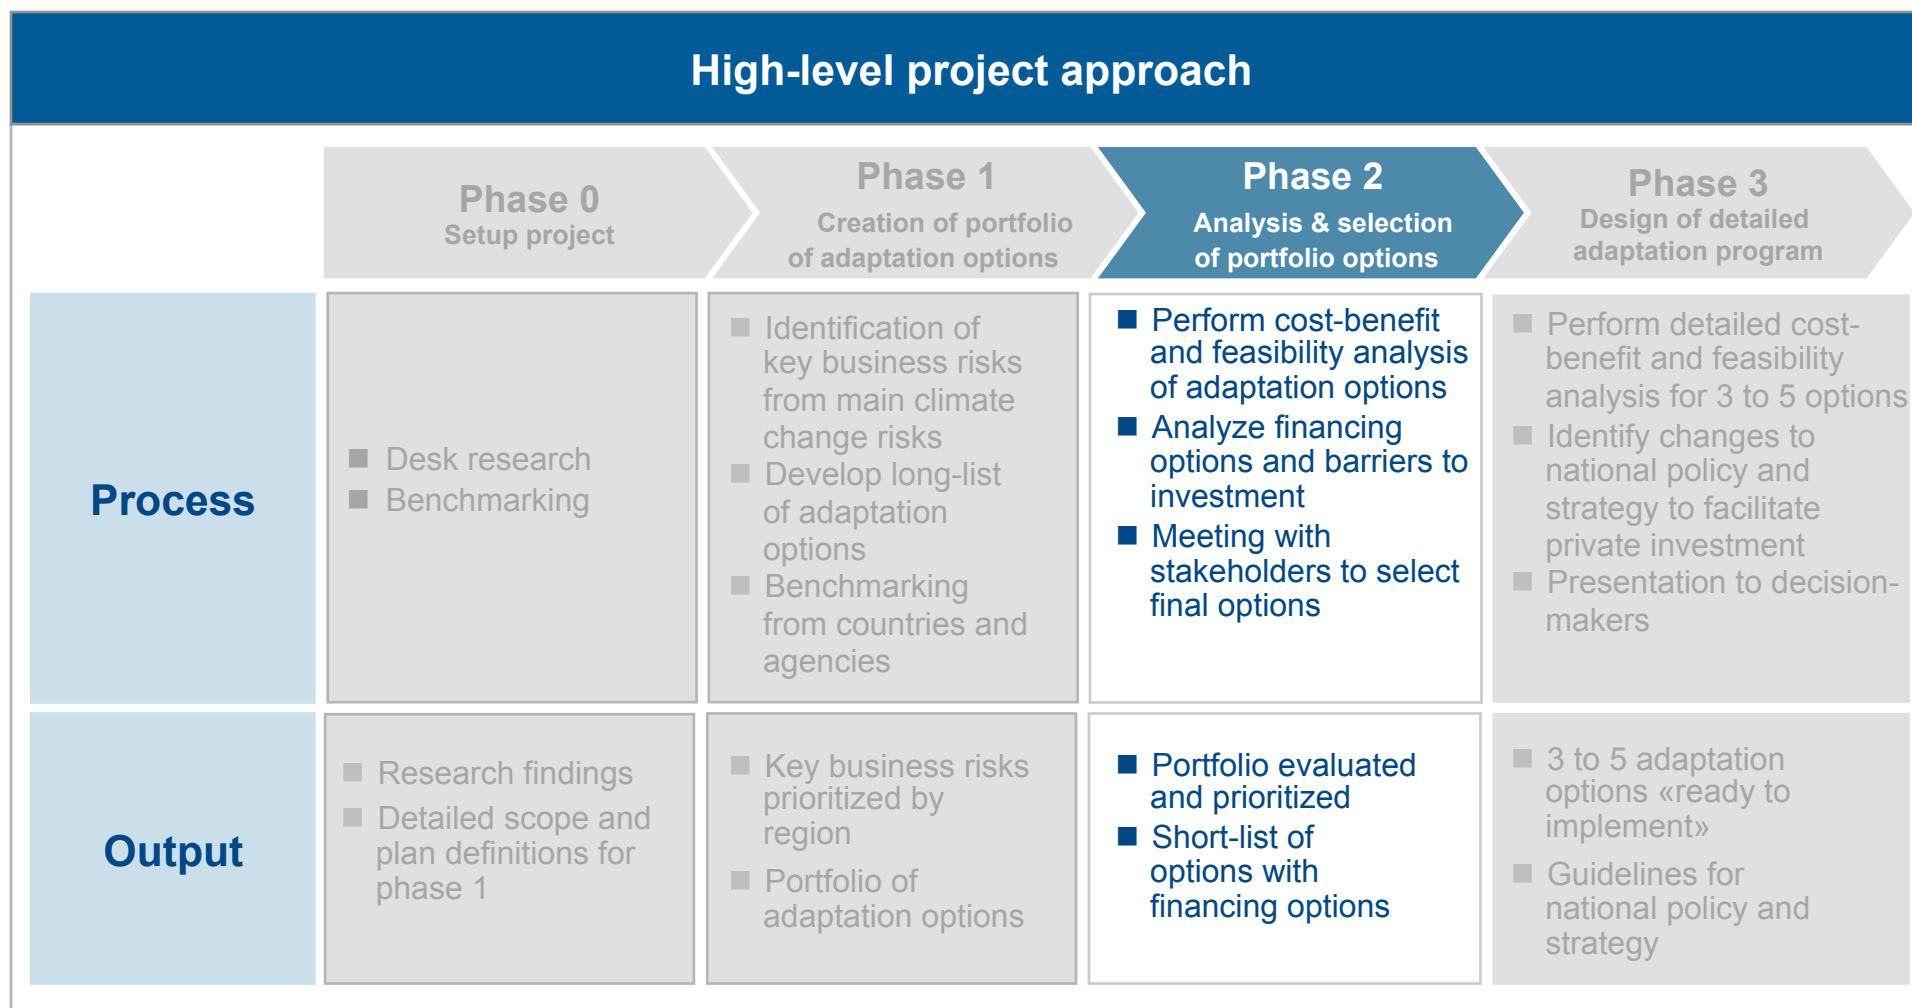 High-level project approach
Phase 0
Setup project
Phase 1
Creation of portfolio
of adaptation options
Phase 2
Analysis & selection
of portfolio options
Phase 3
Design of detailed
adaptation program
Process
Desk research
Benchmarking
Identification of
key business risks
from main climate
change risks
Develop long-list
of adaptation
options
Benchmarking
from countries and
agencies
Perform cost-benefit
and feasibility analysis
of adaptation options
Analyze financing
options and barriers to
investment
Meeting with
stakeholders to select
final options
Perform detailed cost-
benefit and feasibility
analysis for 3 to 5 options
Identify changes to
national policy and
strategy to facilitate
private investment
Presentation to decision-
makers
Output
Research findings
Detailed scope and
plan definitions for
phase 1
Key business risks
prioritized by
region
Portfolio of
adaptation options
Portfolio evaluated
and prioritized
Short-list of
options with
financing options
3 to 5 adaptation
options «ready to
implement»
Guidelines for
national policy and
strategy